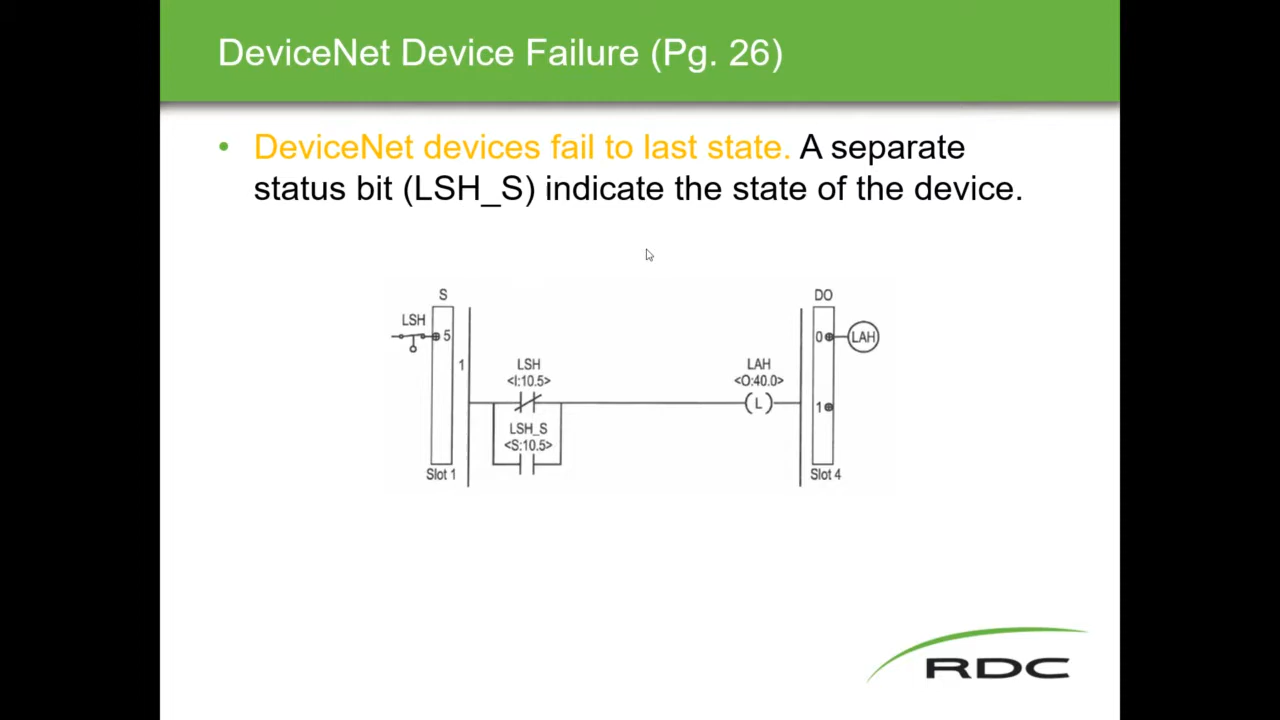 DeviceNet Device Failure (Pg. 26)
• DeviceNet devices fail to last state. A separate
status bit (LSH_S) indicate the state of the device.
S
DO
LSH
5
0
LAH
1
LSH
<I:10.5>
LAH
<O:40.0>
L
1
LSH_S
<S:10.5>
Slot 1
Slot 4
RDC